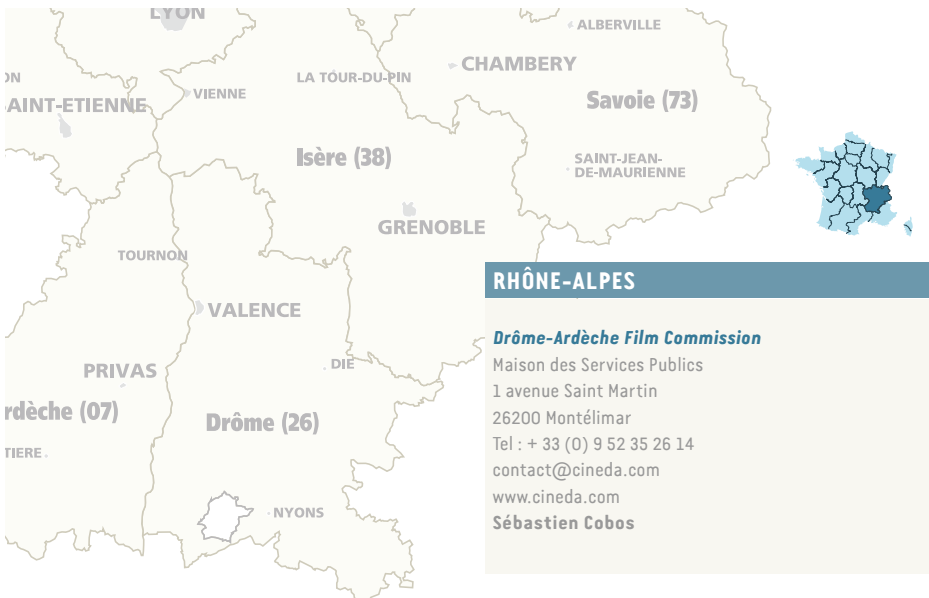 LYON
ALBERVILLE
CHAMBERY
ON
LA TOUR-DU-PIN
VIENNE
Savoie (73)
AINT-ETIENNE
Isère (38)
SAINT-JEAN-
DE-MAURIENNE
GRENOBLE
TOURNON
VALENCE
DIE
PRIVAS
rdèche (07)
Drôme (26)
TIERE
NYONS
RHÔNE-ALPES
Drôme-Ardèche Film Commission
Maison des Services Publics
1 avenue Saint Martin
26200 Montélimar
Tel : + 33 (0) 9 52 35 26 14
contact@cineda.com
www.cineda.com
Sébastien Cobos